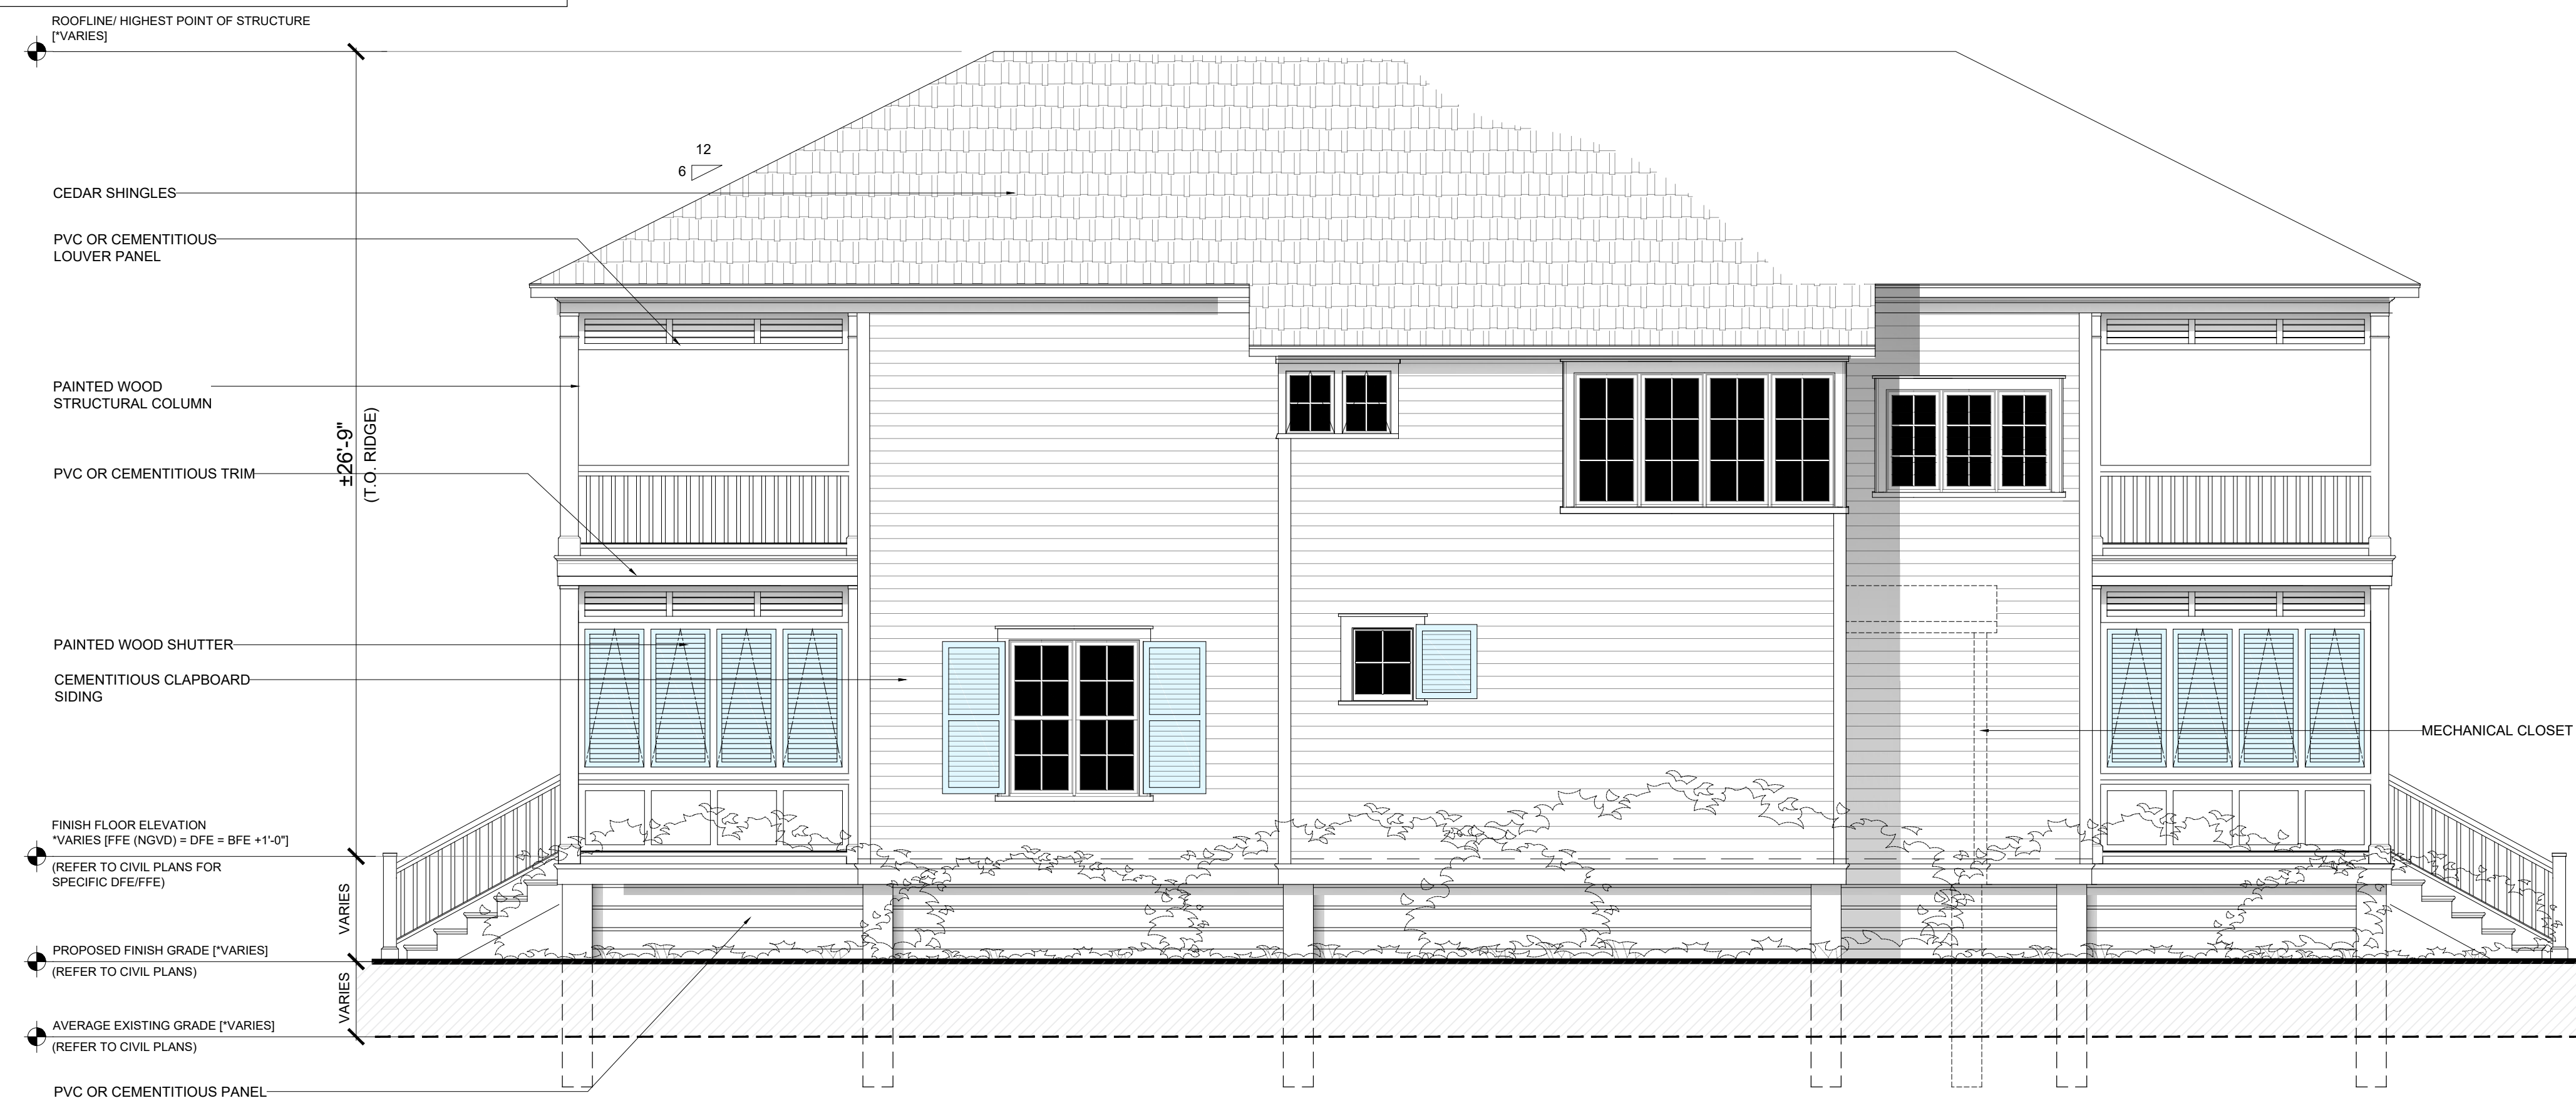 ROOFLINE/ HIGHEST POINT OF STRUCTURE
[*VARIES]
12
6
CEDAR SHINGLES
PVC OR CEMENTITIOUS
LOUVER PANEL
PAINTED WOOD
STRUCTURAL COLUMN
±26'-9"
(T.O. RIDGE)
PVC OR CEMENTITIOUS TRIM
PAINTED WOOD SHUTTER
CEMENTITIOUS CLAPBOARD
SIDING
MECHANICAL CLOSET
FINISH FLOOR ELEVATION
*VARIES [FFE (NGVD) = DFE = BFE +1'-0"]
(REFER TO CIVIL PLANS FOR
SPECIFIC DFE/FFE)
VARIES
PROPOSED FINISH GRADE [*VARIES]
(REFER TO CIVIL PLANS)
VARIES
AVERAGE EXISTING GRADE [*VARIES]
(REFER TO CIVIL PLANS)
PVC OR CEMENTITIOUS PANEL